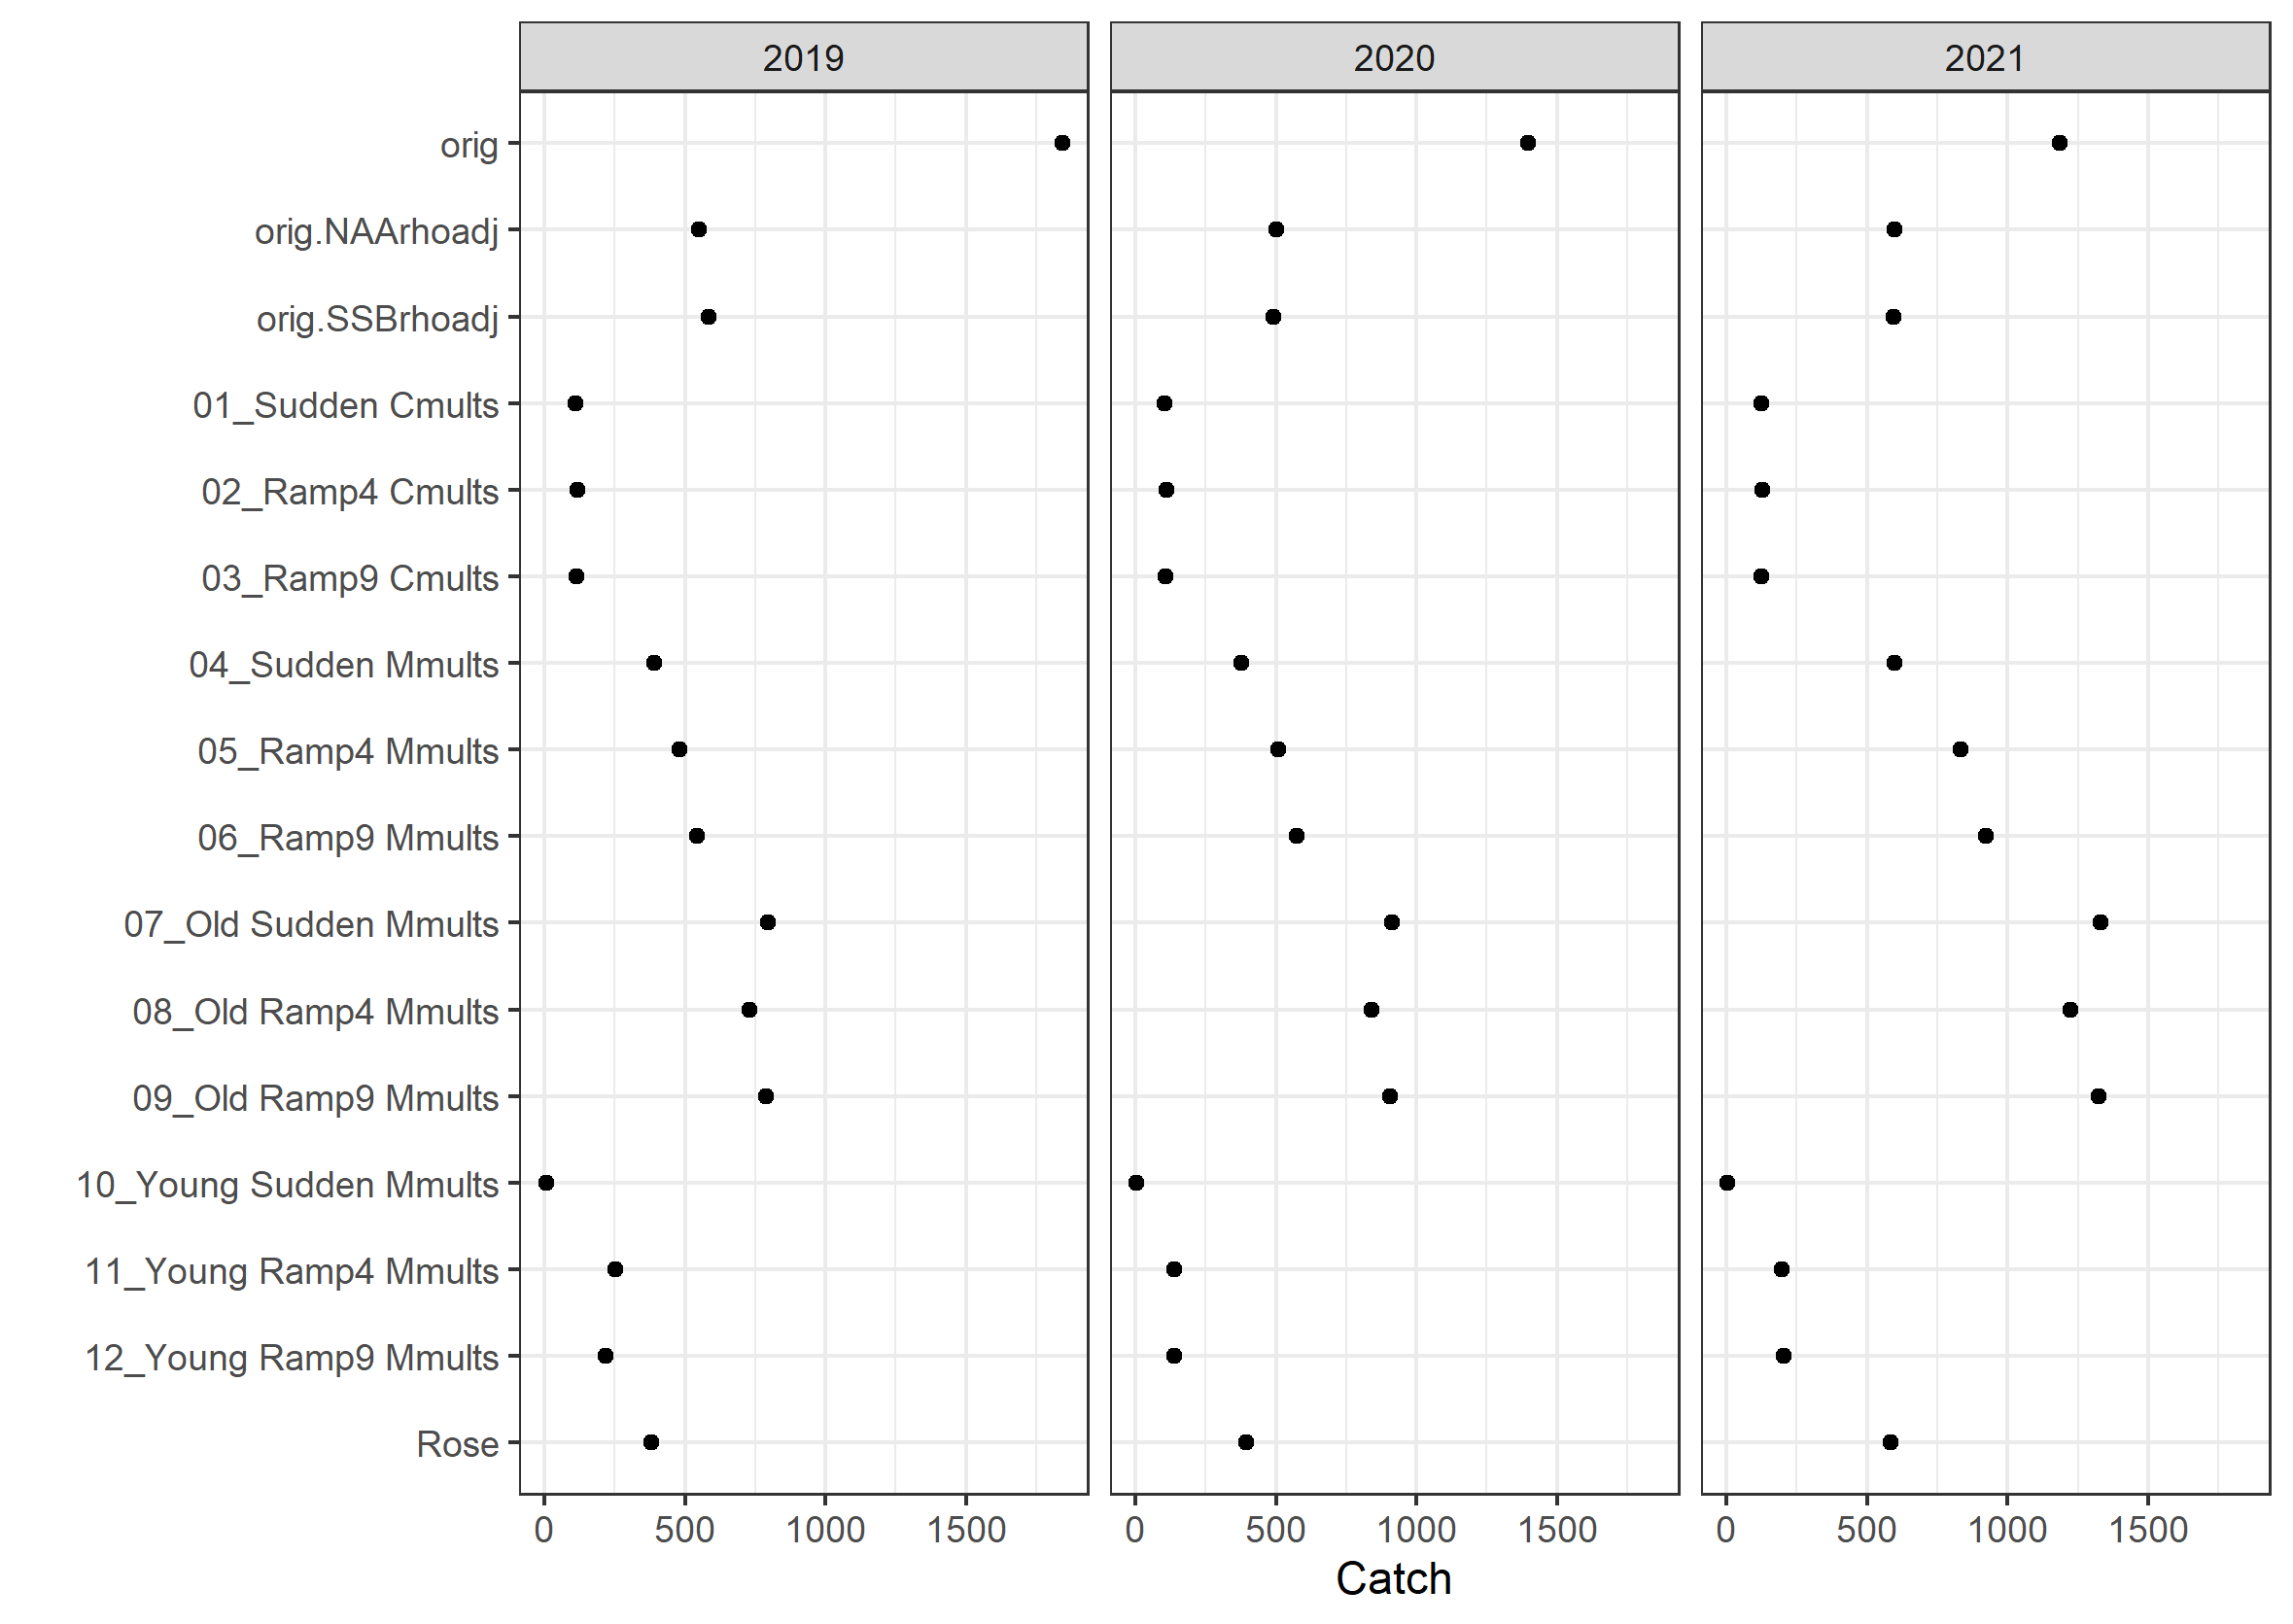 2019 2020 2021
orig
orig.NAArhoadj
orig.SSBrhoadj
01_Sudden Cmults
02_Ramp4 Cmults
03_Ramp9 Cmults
04_Sudden Mmults
05_Ramp4 Mmults
06_Ramp9 Mmults
07_Old Sudden Mmults
08_Old Ramp4 Mmults
09_Old Ramp9 Mmults
10_Young Sudden Mmults
11_Young Ramp4 Mmults
12_Young Ramp9 Mmults
Rose
0 500 1000 1500 0 500 1000 1500 0 500 1000 1500
Catch